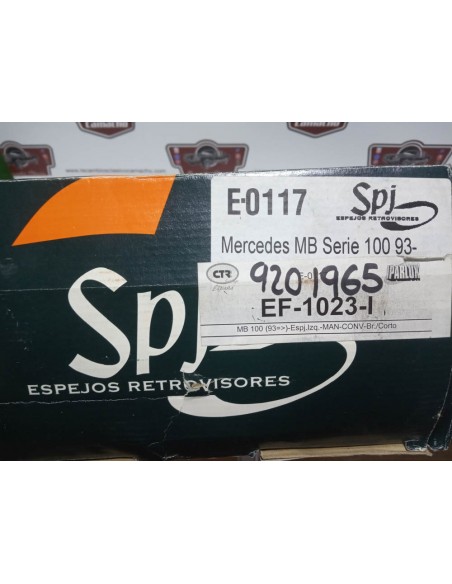 E-0117
Spj
ESPEJOS RETROVISORES
Mercedes MB Serie 100 93-
CTR
9201965
PARLUX
EF-1023-I
MB 100 (93=>)-Espj.Izq.-MAN-CONV-Br./Corto
Spj
ESPEJOS RETROVISORES